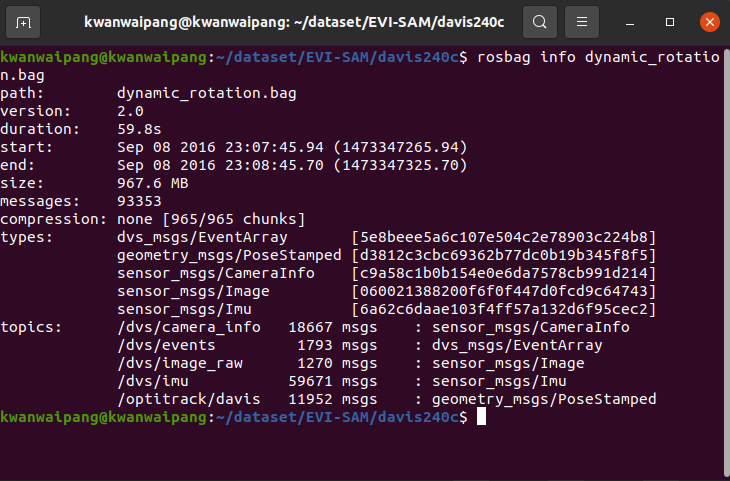 kwanwaipang@kwanwaipang: ~/dataset/EVI-SAM/davis240c
kwanwaipang@kwanwaipang:~/dataset/EVI-SAM/davis240c$ rosbag info dynamic_rotatio
n.bag
path:        dynamic_rotation.bag
version:     2.0
duration:    59.8s
start:       Sep 08 2016 23:07:45.94 (1473347265.94)
end:         Sep 08 2016 23:08:45.70 (1473347325.70)
size:        967.6 MB
messages:    93353
compression: none [965/965 chunks]
types:       dvs_msgs/EventArray       [5e8beee5a6c107e504c2e78903c224b8]
             geometry_msgs/PoseStamped [d3812c3cbc69362b77dc0b19b345f8f5]
             sensor_msgs/CameraInfo    [c9a58c1b0b154e0e6da7578cb991d214]
             sensor_msgs/Image         [060021388200f6f0f447d0fcd9c64743]
             sensor_msgs/Imu           [6a62c6daae103f4ff57a132d6f95cec2]
topics:      /dvs/camera_info   18667 msgs    : sensor_msgs/CameraInfo
             /dvs/events         1793 msgs    : dvs_msgs/EventArray
             /dvs/image_raw      1270 msgs    : sensor_msgs/Image
             /dvs/imu           59671 msgs    : sensor_msgs/Imu
             /optitrack/davis   11952 msgs    : geometry_msgs/PoseStamped
kwanwaipang@kwanwaipang:~/dataset/EVI-SAM/davis240c$